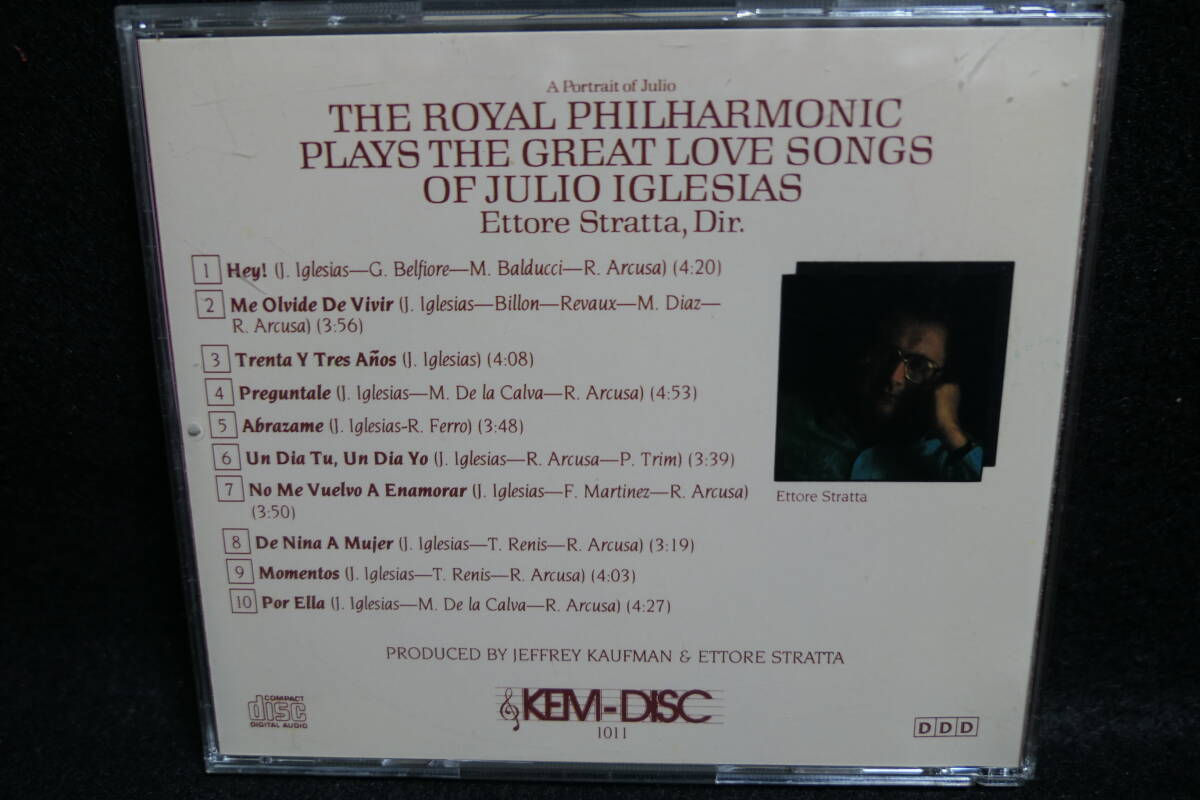 A Portrait of Julio
THE ROYAL PHILHARMONIC
PLAYS THE GREAT LOVE SONGS
OF JULIO IGLESIAS
Ettore Stratta, Dir.
1 Hey! (J. Iglesias—G. Belfiore—M. Balducci—R. Arcusa) (4:20)
2 Me Olvide De Vivir (J. Iglesias—Billon—Revaux—M. Diaz—
R. Arcusa) (3:56)
3 Trenta Y Tres Años (J. Iglesias) (4:08)
4 Preguntale (J. Iglesias—M. De la Calva—R. Arcusa) (4:53)
5 Abrazame (J. Iglesias-R. Ferro) (3:48)
6 Un Dia Tu, Un Dia Yo (J. Iglesias—R. Arcusa—P. Trim) (3:39)
7 No Me Vuelvo A Enamorar (J. Iglesias—F. Martinez—R. Arcusa)
(3:50)
8 De Nina A Mujer (J. Iglesias—T. Renis—R. Arcusa) (3:19)
9 Momentos (J. Iglesias—T. Renis—R. Arcusa) (4:03)
10 Por Ella (J. Iglesias—M. De la Calva—R. Arcusa) (4:27)
Ettore Stratta
PRODUCED BY JEFFREY KAUFMAN & ETTORE STRATTA
COMPACT
disc
DIGITAL AUDIO
KEM-DISC
1011
DDD